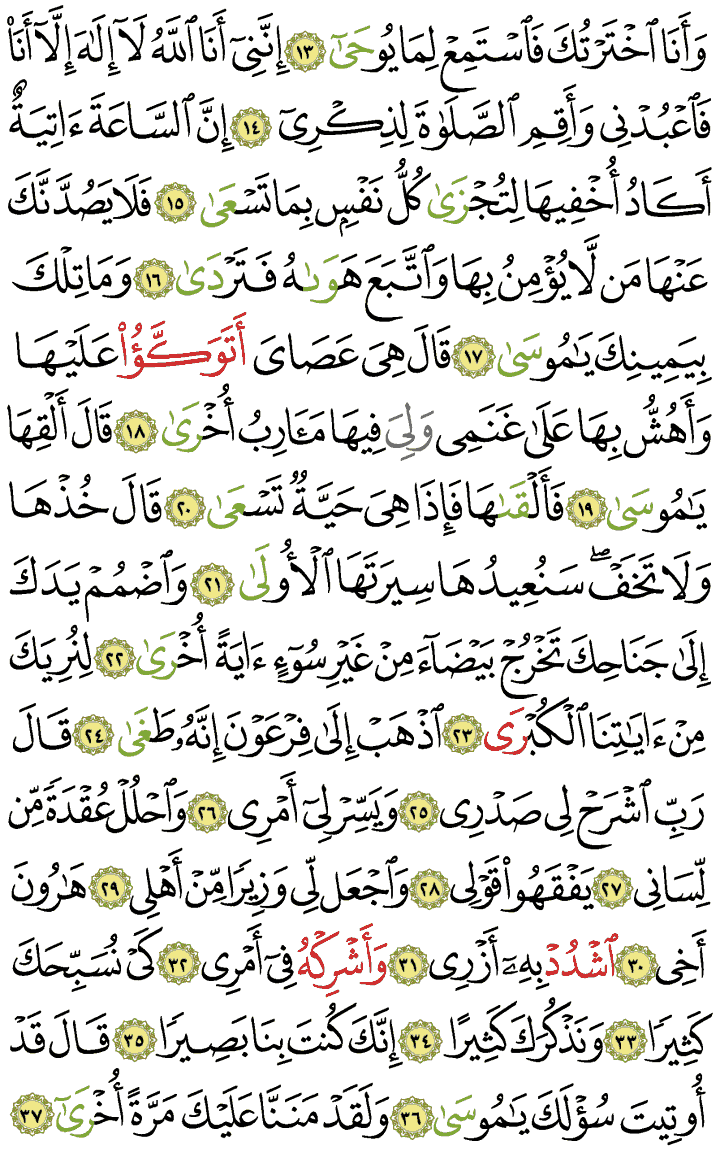 وَأَنَا ٱخْتَرْتُكَ فَٱسْتَمِعْ لِمَا يُوحَىٰٓ ١٣ إِنَّنِىٓ أَنَا ٱللَّهُ لَآ إِلَـٰهَ إِلَّآ أَنَا۠
فَٱعْبُدْنِى وَأَقِمِ ٱلصَّلَوٰةَ لِذِكْرِىٓ ١٤ إِنَّ ٱلسَّاعَةَ ءَاتِيَةٌ
أَكَادُ أُخْفِيهَا لِتُجْزَىٰ كُلُّ نَفْسٍۭ بِمَا تَسْعَىٰ ١٥ فَلَا يَصُدَّنَّكَ
عَنْهَا مَن لَّا يُؤْمِنُ بِهَا وَٱتَّبَعَ هَوَىٰهُ فَتَرْدَىٰ ١٦ وَمَا تِلْكَ
بِيَمِينِكَ يَـٰمُوسَىٰ ١٧ قَالَ هِىَ عَصَاىَ أَتَوَكَّؤُا۟ عَلَيْهَا
وَأَهُشُّ بِهَا عَلَىٰ غَنَمِى وَلِىَ فِيهَا مَـَٔارِبُ أُخْرَىٰ ١٨ قَالَ أَلْقِهَا
يَـٰمُوسَىٰ ١٩ فَأَلْقَىٰهَا فَإِذَا هِىَ حَيَّةٌ تَسْعَىٰ ٢٠ قَالَ خُذْهَا
وَلَا تَخَفْ ۖ سَنُعِيدُهَا سِيرَتَهَا ٱلْأُولَىٰ ٢١ وَٱضْمُمْ يَدَكَ
إِلَىٰ جَنَاحِكَ تَخْرُجْ بَيْضَآءَ مِنْ غَيْرِ سُوٓءٍ ءَايَةً أُخْرَىٰ ٢٢ لِنُرِيَكَ
مِنْ ءَايَـٰتِنَا ٱلْكُبْرَى ٢٣ ٱذْهَبْ إِلَىٰ فِرْعَوْنَ إِنَّهُۥ طَغَىٰ ٢٤ قَالَ
رَبِّ ٱشْرَحْ لِى صَدْرِى ٢٥ وَيَسِّرْ لِىٓ أَمْرِى ٢٦ وَٱحْلُلْ عُقْدَةً مِّن
لِّسَانِى ٢٧ يَفْقَهُوا۟ قَوْلِى ٢٨ وَٱجْعَل لِّى وَزِيرًا مِّنْ أَهْلِى ٢٩ هَـٰرُونَ
أَخِى ٣٠ ٱشْدُدْ بِهِۦٓ أَزْرِى ٣١ وَأَشْرِكْهُ فِىٓ أَمْرِى ٣٢ كَىْ نُسَبِّحَكَ
كَثِيرًا ٣٣ وَنَذْكُرَكَ كَثِيرًا ٣٤ إِنَّكَ كُنتَ بِنَا بَصِيرًا ٣٥ قَالَ قَدْ
أُوتِيتَ سُؤْلَكَ يَـٰمُوسَىٰ ٣٦ وَلَقَدْ مَنَنَّا عَلَيْكَ مَرَّةً أُخْرَىٰٓ ٣٧